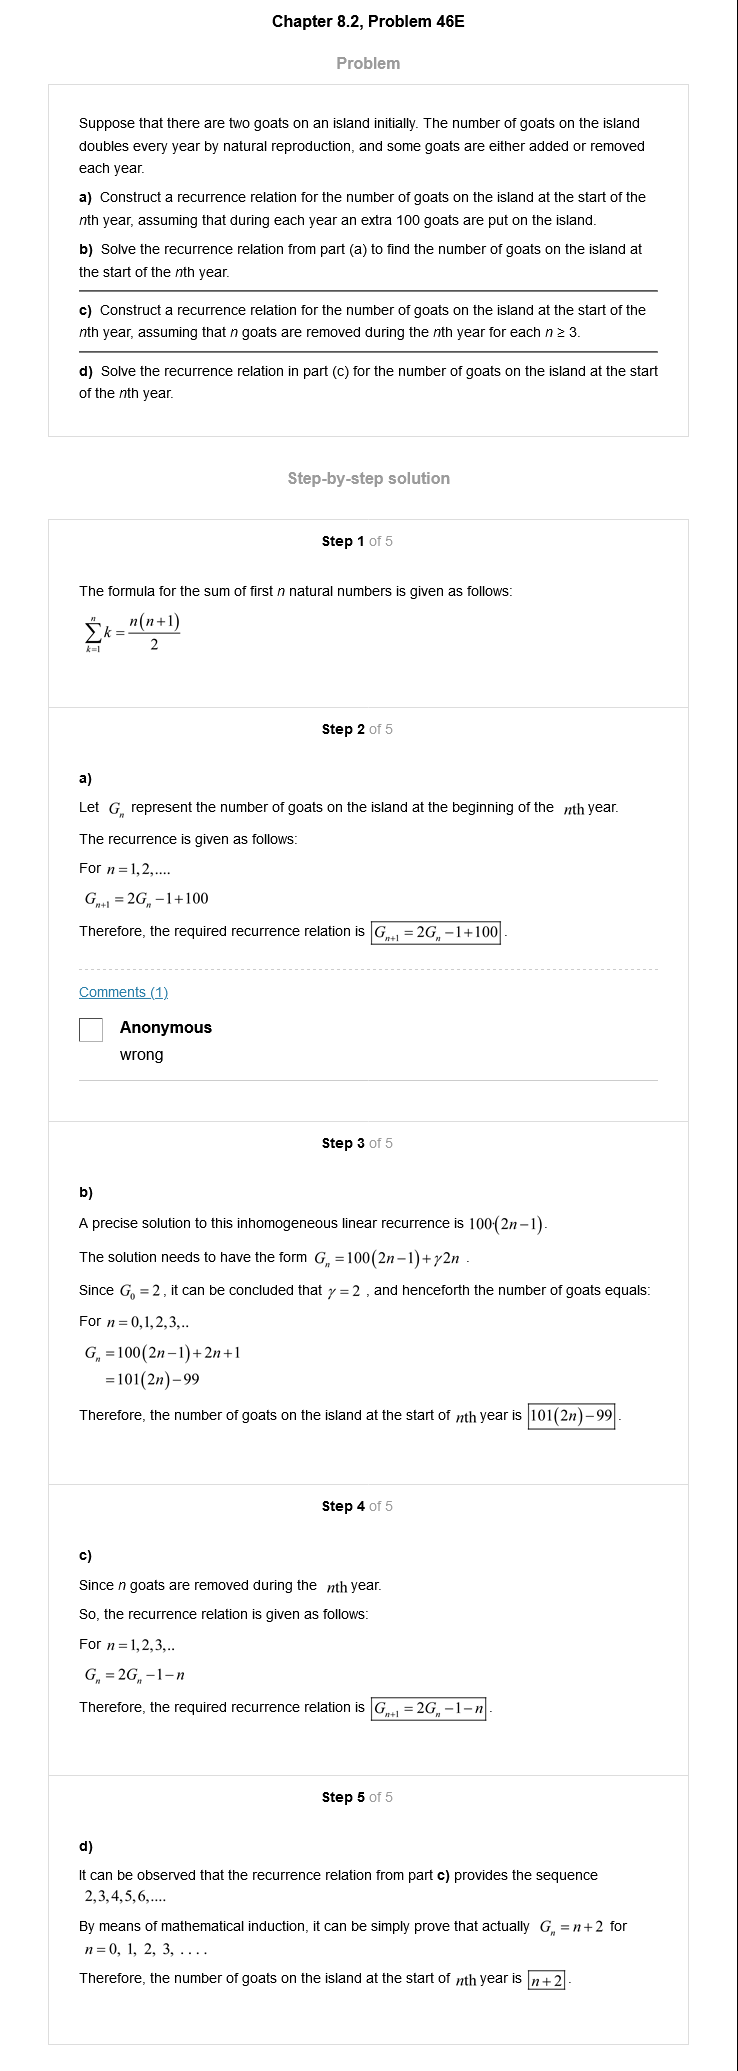 Chapter 8.2, Problem 46E
Problem
Suppose that there are two goats on an island initially. The number of goats on the island
doubles every year by natural reproduction, and some goats are either added or removed
each year.
a) Construct a recurrence relation for the number of goats on the island at the start of the
nth year, assuming that during each year an extra 100 goats are put on the island.
b) Solve the recurrence relation from part (a) to find the number of goats on the island at
the start of the nth year.
c) Construct a recurrence relation for the number of goats on the island at the start of the
nth year, assuming that n goats are removed during the nth year for each n ≥ 3.
d) Solve the recurrence relation in part (c) for the number of goats on the island at the start
of the nth year.
Step-by-step solution
Step 1 of 5
The formula for the sum of first n natural numbers is given as follows:
∑_{k=1}^{n} k = n(n+1)/2
Step 2 of 5
a)
Let G_n represent the number of goats on the island at the beginning of the nth year.
The recurrence is given as follows:
For n = 1,2,....
G_{n+1} = 2G_n −1+100
Therefore, the required recurrence relation is G_{n+1} = 2G_n −1+100.
Comments (1)
Anonymous
wrong
Step 3 of 5
b)
A precise solution to this inhomogeneous linear recurrence is 100·(2n−1).
The solution needs to have the form G_n = 100(2n−1)+γ2n .
Since G_0 = 2, it can be concluded that γ = 2 , and henceforth the number of goats equals:
For n = 0,1,2,3,..
G_n = 100(2n−1)+2n+1
= 101(2n)−99
Therefore, the number of goats on the island at the start of nth year is 101(2n)−99.
Step 4 of 5
c)
Since n goats are removed during the nth year.
So, the recurrence relation is given as follows:
For n = 1,2,3,..
G_n = 2G_n −1−n
Therefore, the required recurrence relation is G_{n+1} = 2G_n −1−n.
Step 5 of 5
d)
It can be observed that the recurrence relation from part c) provides the sequence
2,3,4,5,6,....
By means of mathematical induction, it can be simply prove that actually G_n = n+2 for
n = 0, 1, 2, 3, ....
Therefore, the number of goats on the island at the start of nth year is n+2.